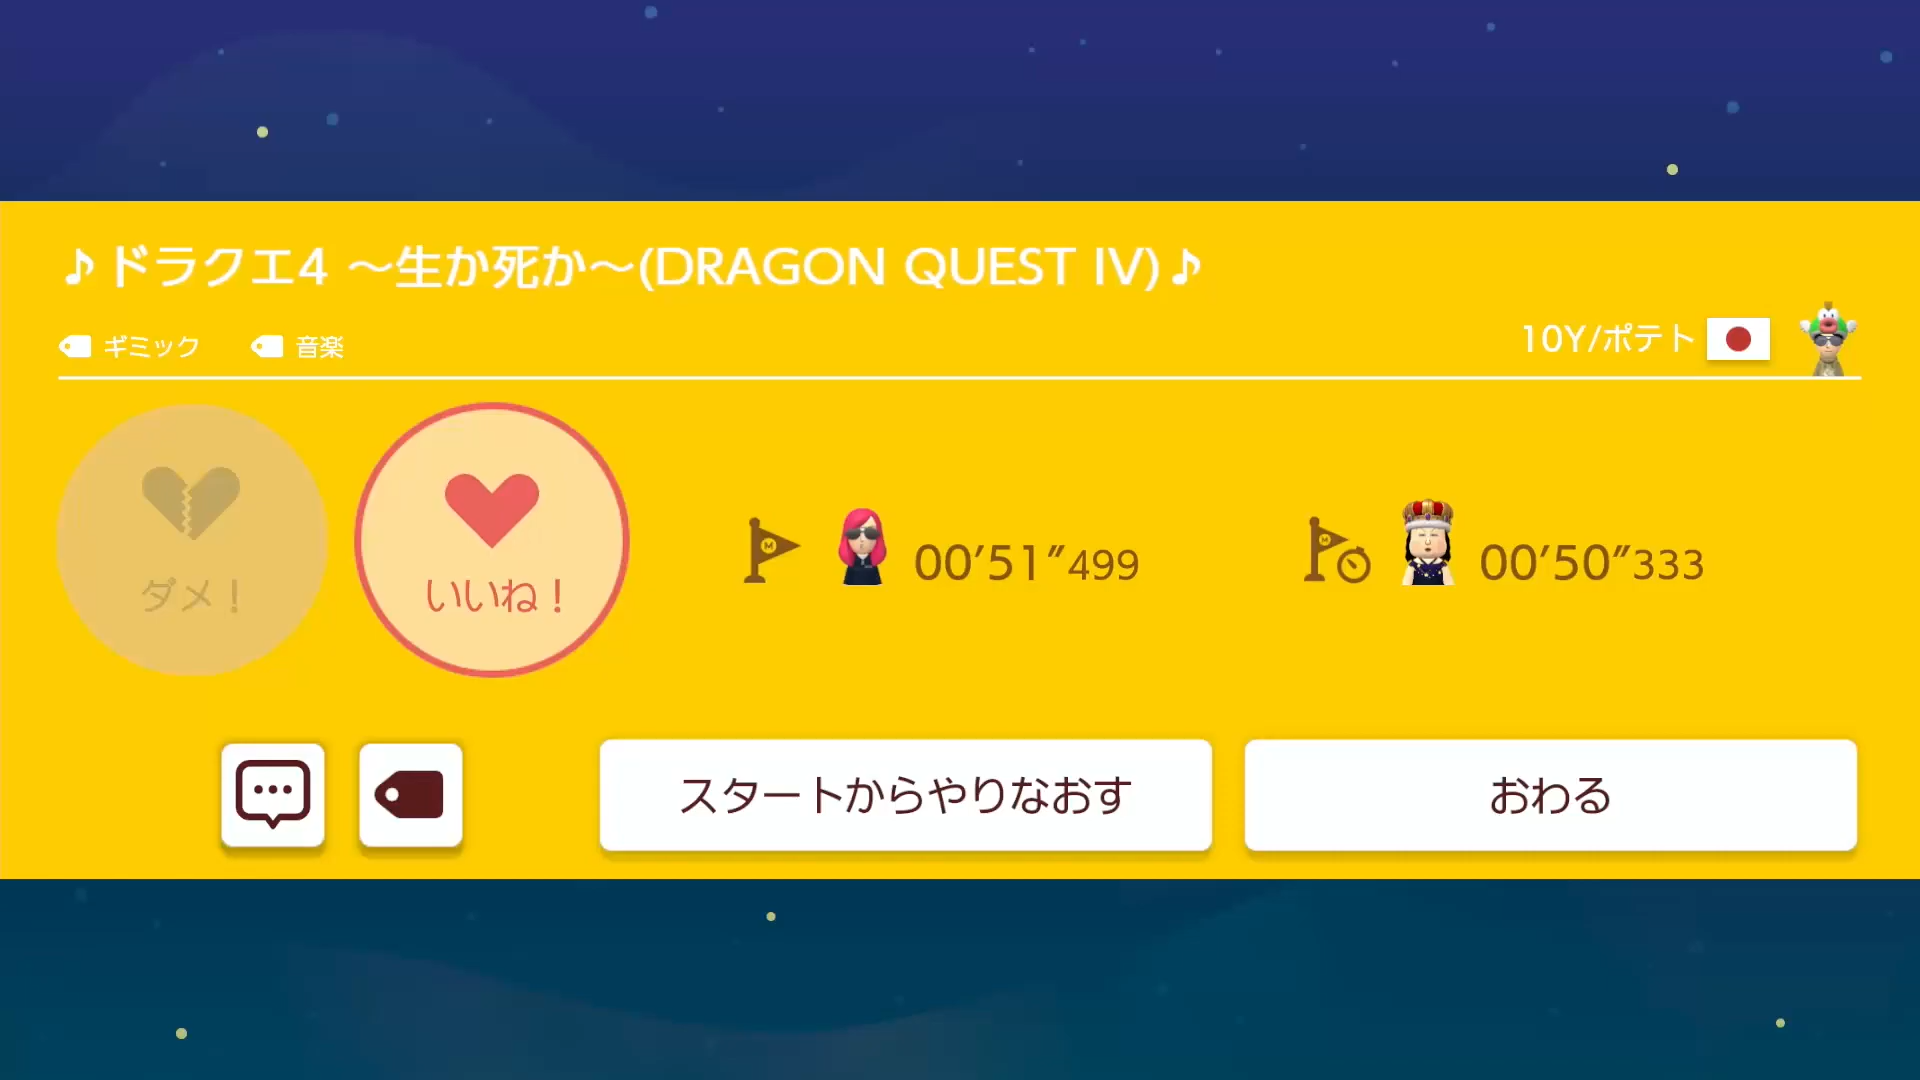 ♪ドラクエ4 ～生か死か～(DRAGON QUEST IV)♪
ギミック 音楽
10Y/ポテト
ダメ！
いいね！
00′51″499
00′50″333
スタートからやりなおす
おわる